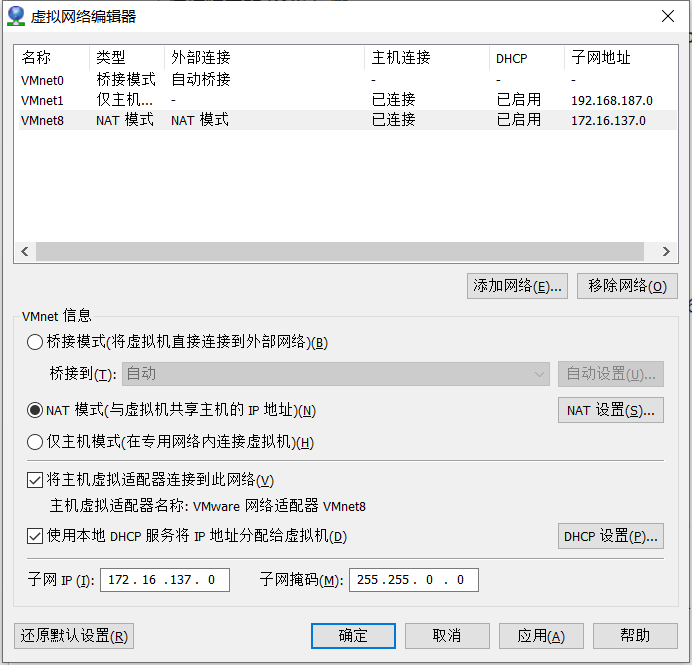 虚拟网络编辑器
名称 类型 外部连接 主机连接 DHCP 子网地址
VMnet0 桥接模式 自动桥接 - - -
VMnet1 仅主机... - 已连接 已启用 192.168.187.0
VMnet8 NAT 模式 NAT 模式 已连接 已启用 172.16.137.0
添加网络(E)... 移除网络(O)
VMnet 信息
桥接模式(将虚拟机直接连接到外部网络)(B)
桥接到(T): 自动 自动设置(U)...
NAT 模式(与虚拟机共享主机的 IP 地址)(N) NAT 设置(S)...
仅主机模式(在专用网络内连接虚拟机)(H)
将主机虚拟适配器连接到此网络(V)
主机虚拟适配器名称: VMware 网络适配器 VMnet8
使用本地 DHCP 服务将 IP 地址分配给虚拟机(D) DHCP 设置(P)...
子网 IP (I): 172 . 16 .137 . 0 子网掩码(M): 255 .255 . 0 . 0
还原默认设置(R) 确定 取消 应用(A) 帮助